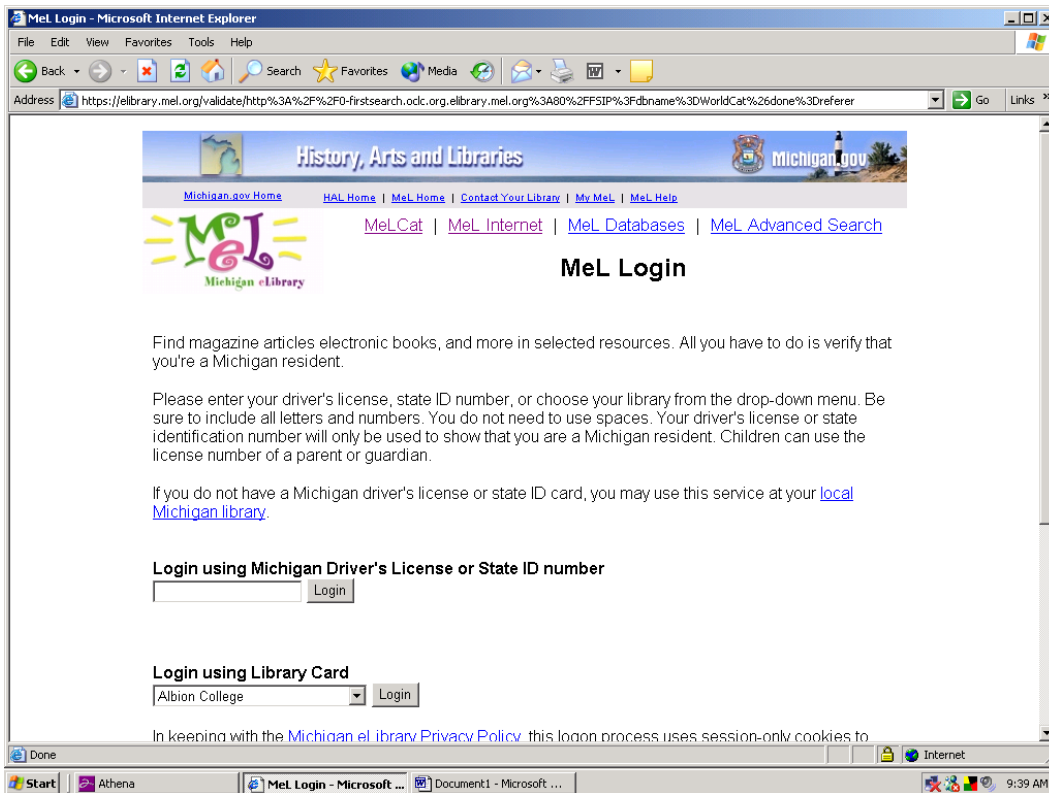 MeL Login - Microsoft Internet Explorer
File Edit View Favorites Tools Help
Back Search Favorites Media
Address https://elibrary.mel.org/validate/http%3A%2F%2F0-firstsearch.oclc.org.elibrary.mel.org%3A80%2FFSIP%3Fdbname%3DWorldCat%26done%3Dreferer Go Links »
History, Arts and Libraries Michigan.gov
Michigan.gov Home HAL Home | MeL Home | Contact Your Library | My MeL | MeL Help
MeLCat | MeL Internet | MeL Databases | MeL Advanced Search
MeL
Michigan eLibrary
MeL Login
Find magazine articles electronic books, and more in selected resources. All you have to do is verify that
you're a Michigan resident.
Please enter your driver's license, state ID number, or choose your library from the drop-down menu. Be
sure to include all letters and numbers. You do not need to use spaces. Your driver's license or state
identification number will only be used to show that you are a Michigan resident. Children can use the
license number of a parent or guardian.
If you do not have a Michigan driver's license or state ID card, you may use this service at your local
Michigan library.
Login using Michigan Driver's License or State ID number
Login
Login using Library Card
Albion College Login
In keeping with the Michigan eLibrary Privacy Policy, this logon process uses session-only cookies to
Done Internet
Start Athena MeL Login - Microsoft ... Document1 - Microsoft ... 9:39 AM